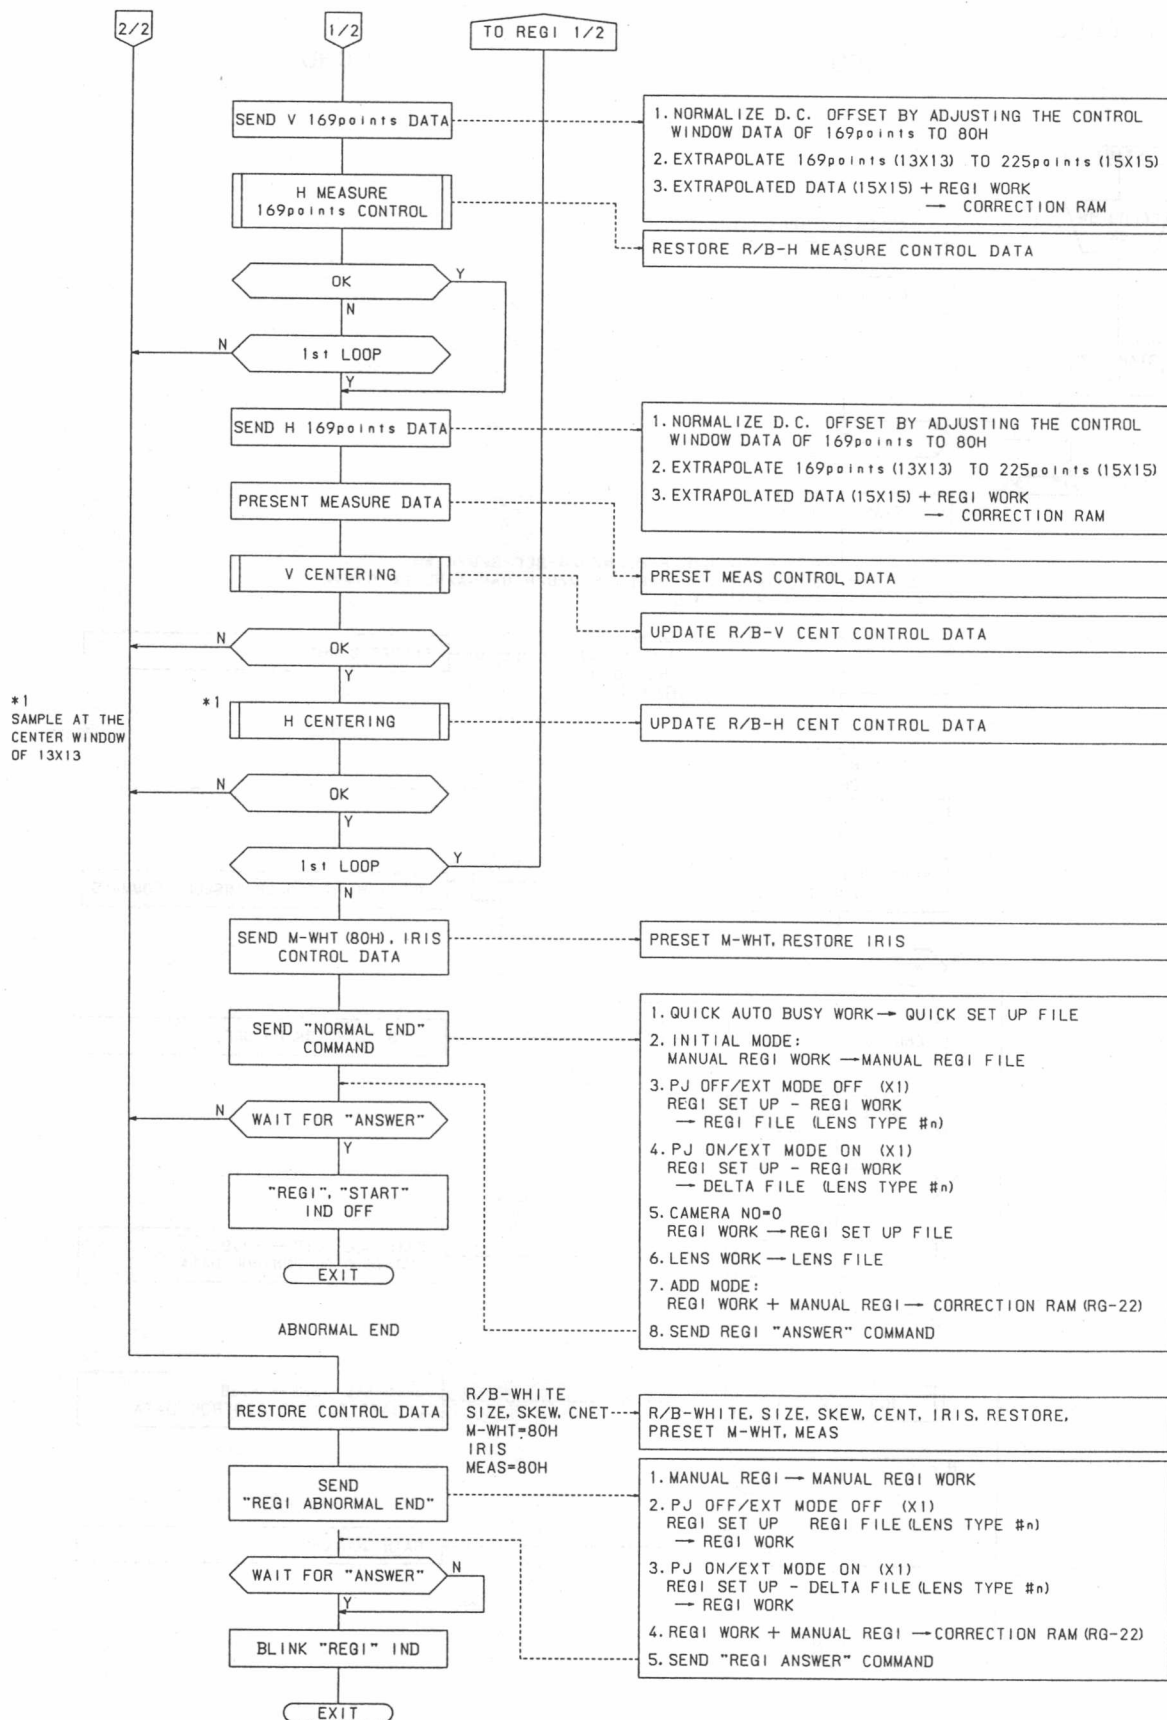 2/2
1/2
TO REGI 1/2
SEND V 169points DATA
1. NORMALIZE D.C. OFFSET BY ADJUSTING THE CONTROL
WINDOW DATA OF 169points TO 80H
2. EXTRAPOLATE 169points (13X13) TO 225points (15X15)
3. EXTRAPOLATED DATA (15X15) + REGI WORK
→ CORRECTION RAM
H MEASURE
169points CONTROL
RESTORE R/B-H MEASURE CONTROL DATA
OK
Y
N
N
1st LOOP
Y
SEND H 169points DATA
1. NORMALIZE D.C. OFFSET BY ADJUSTING THE CONTROL
WINDOW DATA OF 169points TO 80H
2. EXTRAPOLATE 169points (13X13) TO 225points (15X15)
3. EXTRAPOLATED DATA (15X15) + REGI WORK
→ CORRECTION RAM
PRESENT MEASURE DATA
PRESET MEAS CONTROL DATA
V CENTERING
UPDATE R/B-V CENT CONTROL DATA
N
OK
Y
*1
SAMPLE AT THE
CENTER WINDOW
OF 13X13
*1
H CENTERING
UPDATE R/B-H CENT CONTROL DATA
N
OK
Y
1st LOOP
Y
N
SEND M-WHT (80H), IRIS
CONTROL DATA
PRESET M-WHT, RESTORE IRIS
SEND "NORMAL END"
COMMAND
1. QUICK AUTO BUSY WORK → QUICK SET UP FILE
2. INITIAL MODE:
MANUAL REGI WORK → MANUAL REGI FILE
3. PJ OFF/EXT MODE OFF (X1)
REGI SET UP - REGI WORK
→ REGI FILE (LENS TYPE #n)
4. PJ ON/EXT MODE ON (X1)
REGI SET UP - REGI WORK
→ DELTA FILE (LENS TYPE #n)
5. CAMERA NO=0
REGI WORK → REGI SET UP FILE
6. LENS WORK → LENS FILE
7. ADD MODE:
REGI WORK + MANUAL REGI → CORRECTION RAM (RG-22)
8. SEND REGI "ANSWER" COMMAND
N
WAIT FOR "ANSWER"
Y
"REGI", "START"
IND OFF
EXIT
ABNORMAL END
RESTORE CONTROL DATA
R/B-WHITE
SIZE, SKEW, CNET
M-WHT=80H
IRIS
MEAS=80H
R/B-WHITE, SIZE, SKEW, CENT, IRIS, RESTORE,
PRESET M-WHT, MEAS
SEND
"REGI ABNORMAL END"
1. MANUAL REGI → MANUAL REGI WORK
2. PJ OFF/EXT MODE OFF (X1)
REGI SET UP REGI FILE (LENS TYPE #n)
→ REGI WORK
3. PJ ON/EXT MODE ON (X1)
REGI SET UP - DELTA FILE (LENS TYPE #n)
→ REGI WORK
4. REGI WORK + MANUAL REGI → CORRECTION RAM (RG-22)
5. SEND "REGI ANSWER" COMMAND
WAIT FOR "ANSWER"
N
Y
BLINK "REGI" IND
EXIT